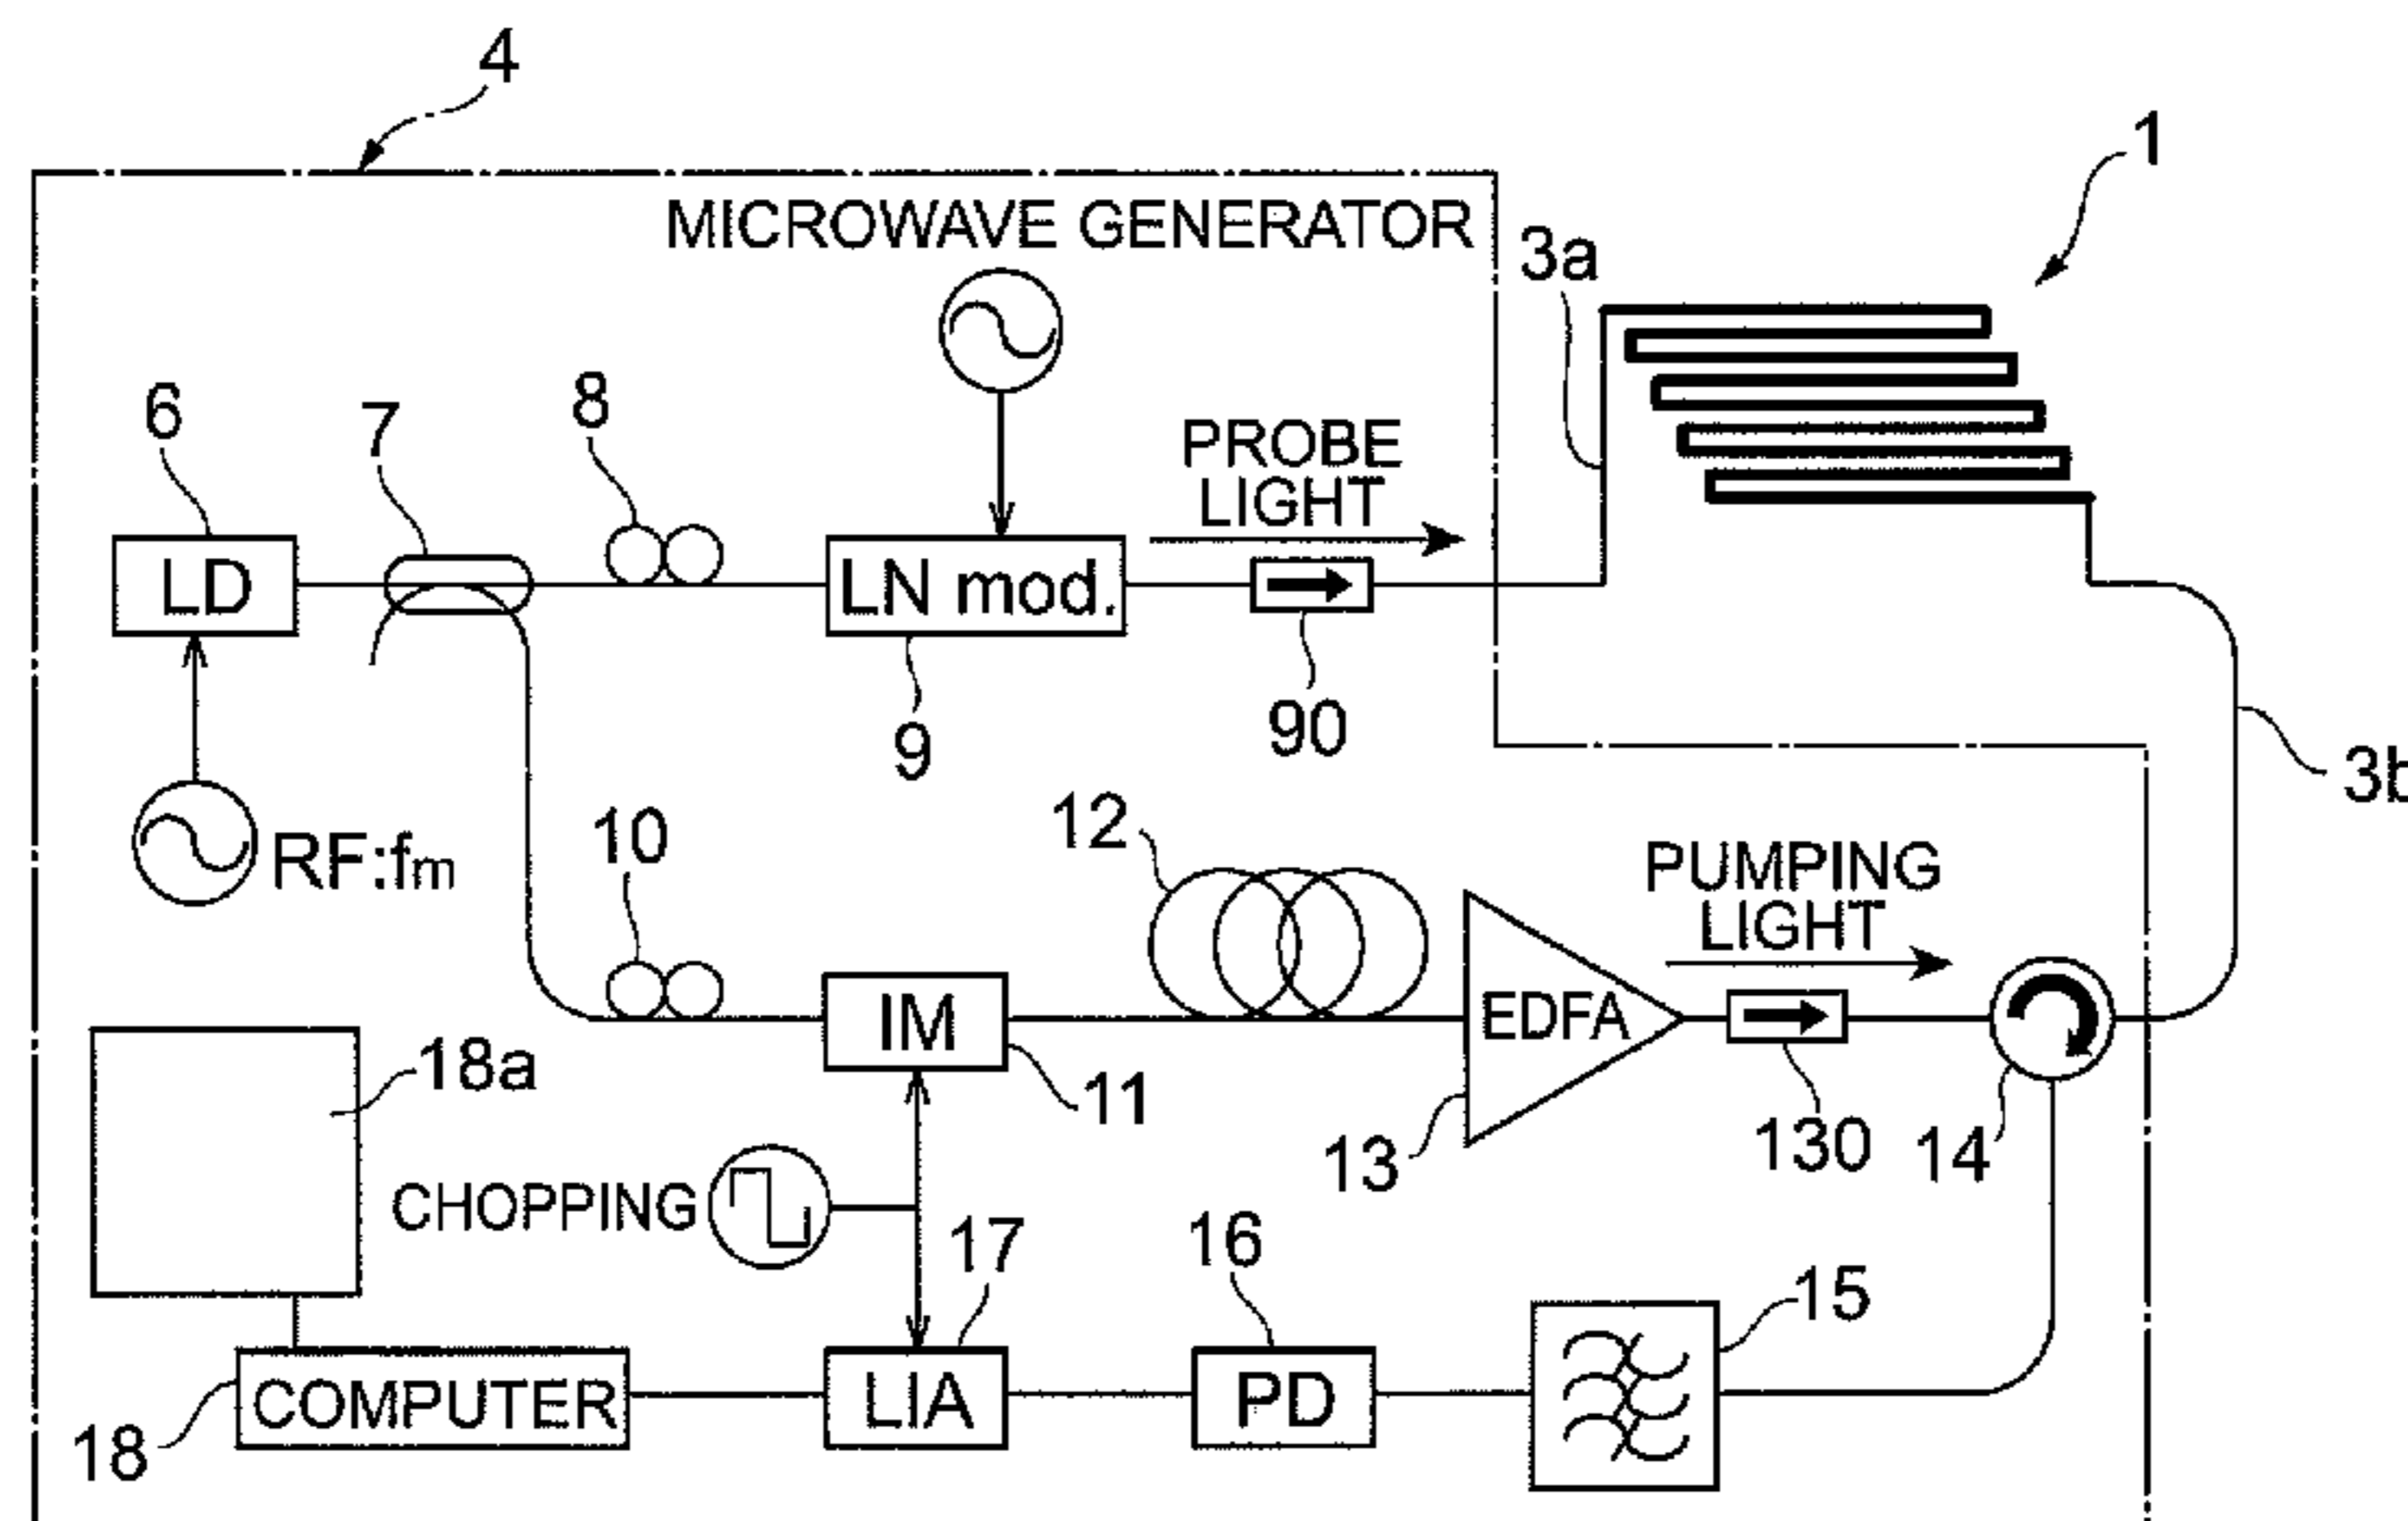 4
1
MICROWAVE GENERATOR
3a
6
7
8
PROBE
LIGHT
LD
LN mod.
9
90
3b
RF:fm
10
12
PUMPING
LIGHT
IM
EDFA
18a
11
13
130
14
CHOPPING
17
16
15
COMPUTER
LIA
PD
18